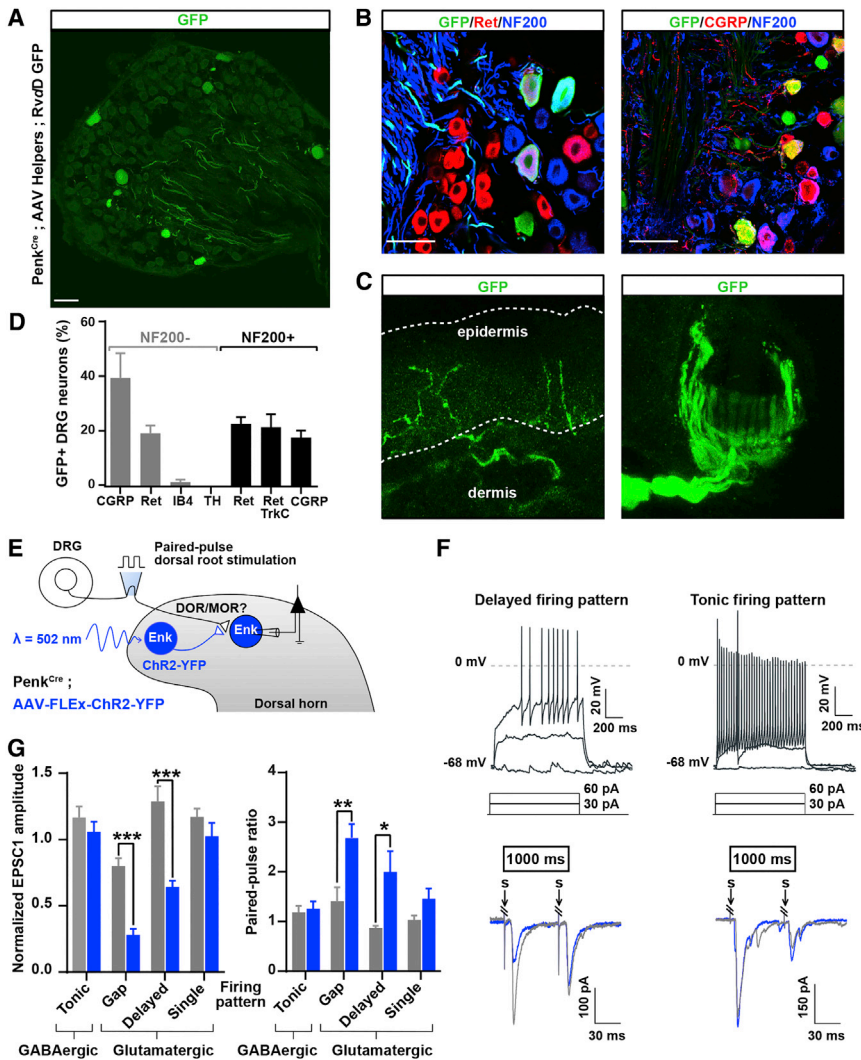 A
GFP
Penk^Cre ; AAV Helpers ; RvdD GFP
B
GFP/Ret/NF200
GFP/CGRP/NF200
C
GFP
GFP
epidermis
dermis
D
GFP+ DRG neurons (%)
60
40
20
0
NF200-
NF200+
CGRP
Ret
IB4
TH
Ret
Ret
TrkC
CGRP
E
DRG
Paired-pulse
dorsal root stimulation
DOR/MOR?
λ = 502 nm
Enk
Enk
ChR2-YFP
Penk^Cre ;
AAV-FLEx-ChR2-YFP
Dorsal horn
F
Delayed firing pattern
Tonic firing pattern
0 mV
20 mV
200 ms
-68 mV
60 pA
30 pA
0 mV
20 mV
200 ms
-68 mV
60 pA
30 pA
1000 ms
s
s
100 pA
30 ms
1000 ms
s
s
150 pA
30 ms
G
Normalized EPSC1 amplitude
1.5
1.0
0.5
0.0
***
***
Tonic
Gap
Delayed
Single
GABAergic
Glutamatergic
Firing
pattern
Paired-pulse ratio
4
3
2
1
0
**
*
Tonic
Gap
Delayed
Single
GABAergic
Glutamatergic